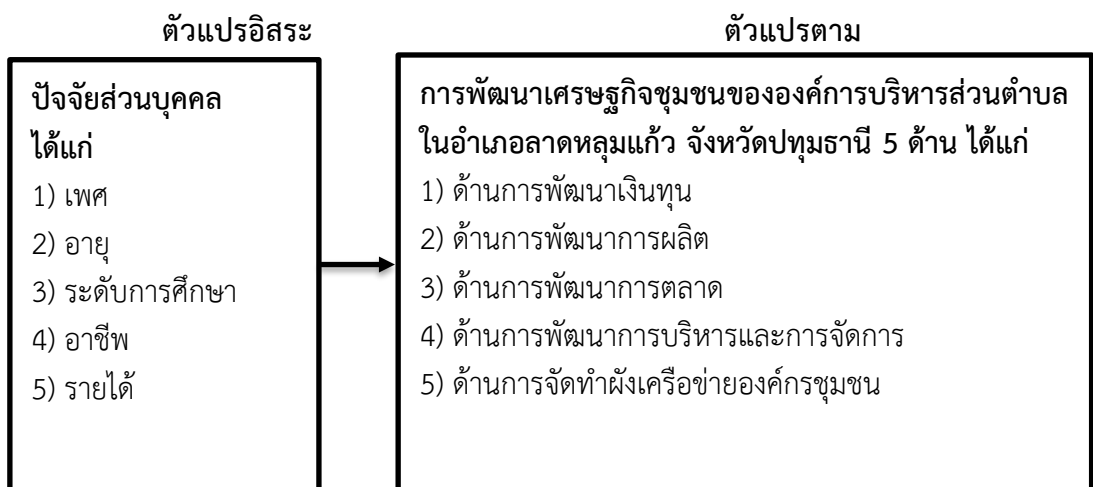 ตัวแปรอิสระ
ตัวแปรตาม
ปัจจัยส่วนบุคคล
ได้แก่
1) เพศ
2) อายุ
3) ระดับการศึกษา
4) อาชีพ
5) รายได้
การพัฒนาเศรษฐกิจชุมชนขององค์การบริหารส่วนตำบล
ในอำเภอลาดหลุมแก้ว จังหวัดปทุมธานี 5 ด้าน ได้แก่
1) ด้านการพัฒนาเงินทุน
2) ด้านการพัฒนาการผลิต
3) ด้านการพัฒนาการตลาด
4) ด้านการพัฒนาการบริหารและการจัดการ
5) ด้านการจัดทำผังเครือข่ายองค์กรชุมชน